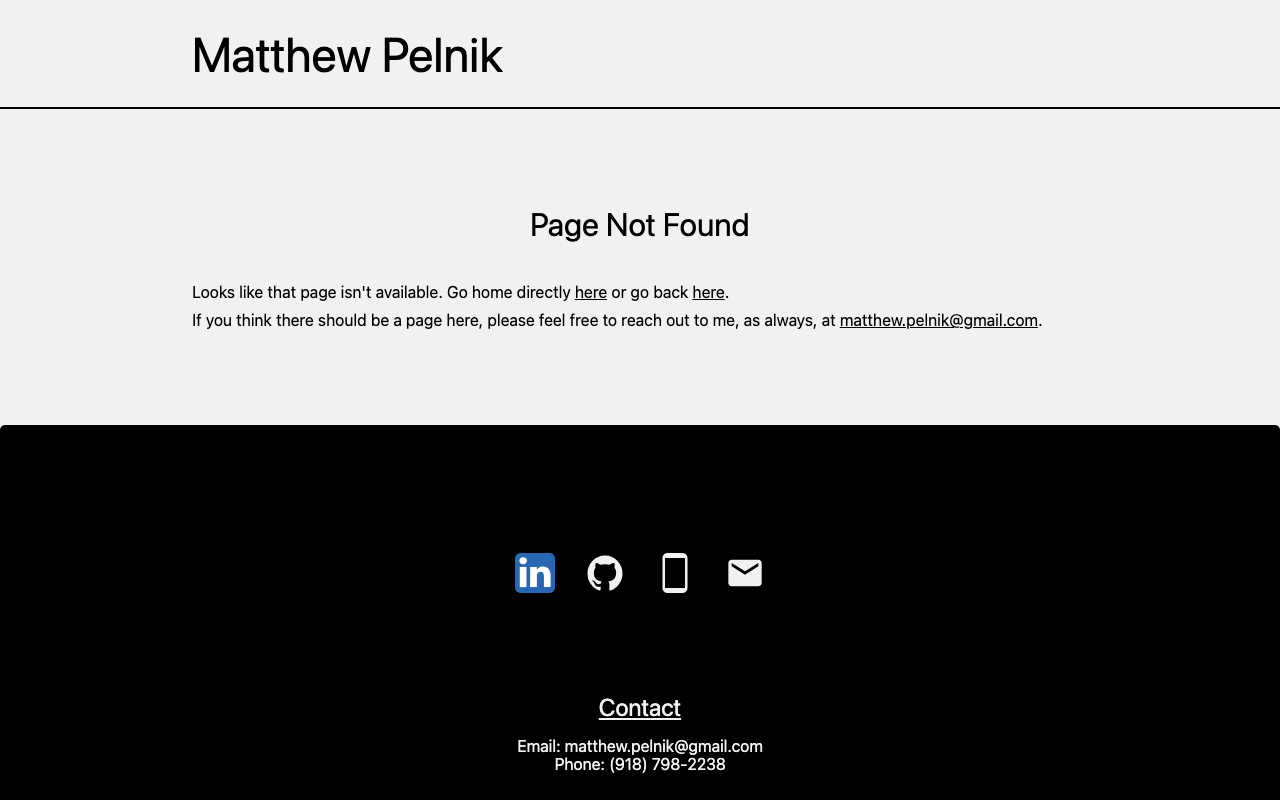 Matthew Pelnik
Page Not Found
Looks like that page isn't available. Go home directly here or go back here.
If you think there should be a page here, please feel free to reach out to me, as always, at matthew.pelnik@gmail.com.
in
Contact
Email: matthew.pelnik@gmail.com
Phone: (918) 798-2238